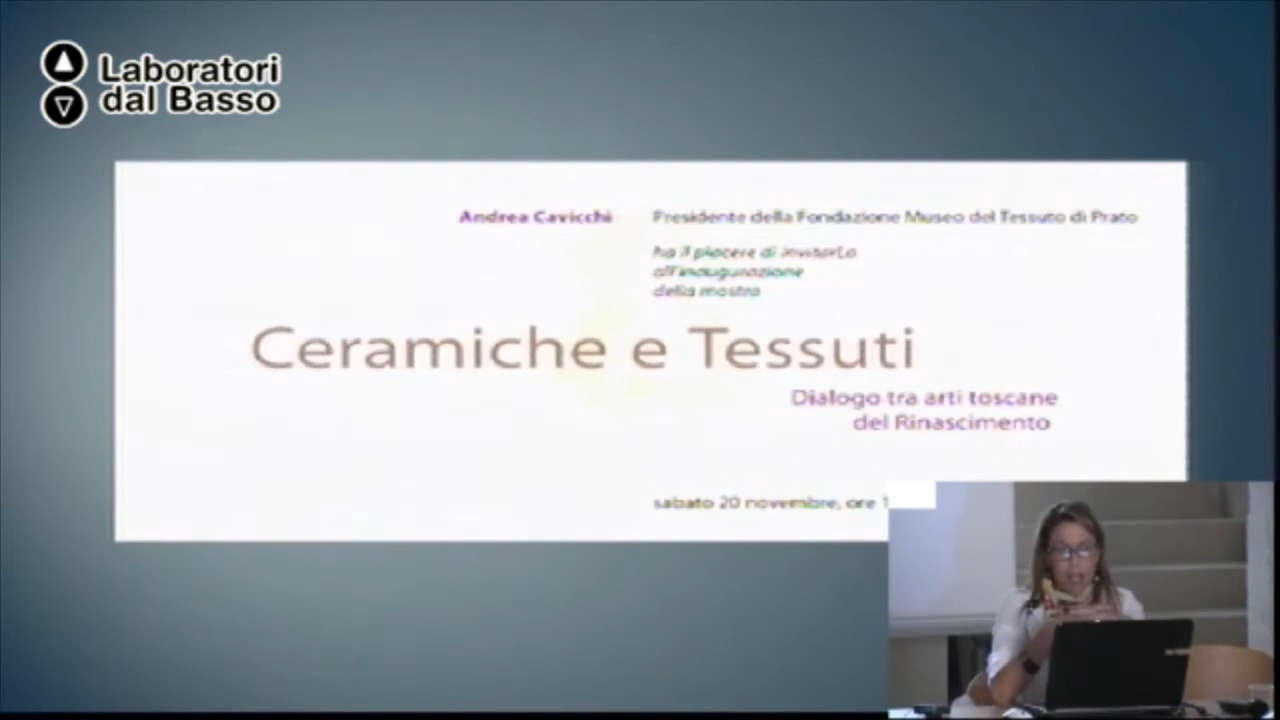 Laboratori
dal Basso
Andrea Cavicchi Presidente della Fondazione Museo del Tessuto di Prato
ha il piacere di invitarLa
all'inaugurazione
della mostra
Ceramiche e Tessuti
Dialogo tra arti toscane
del Rinascimento
sabato 20 novembre, ore